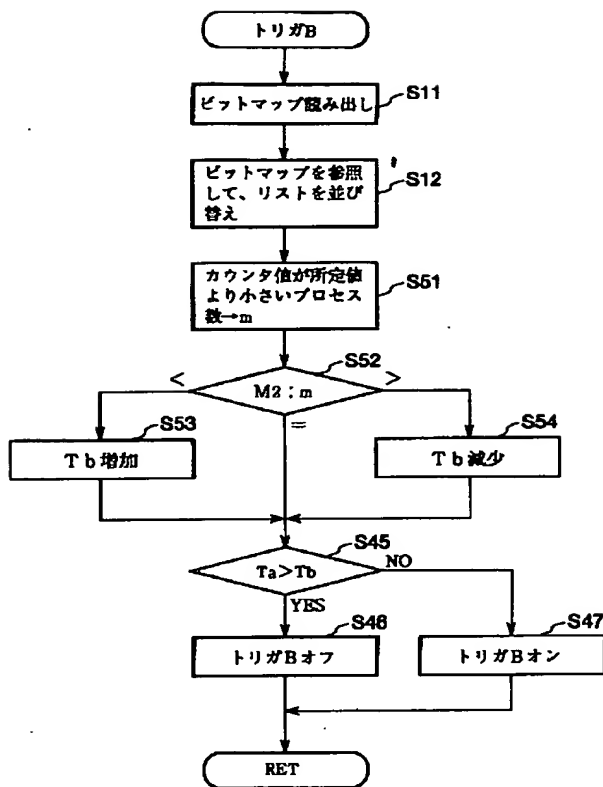 トリガB
ビットマップ読み出し
S11
ビットマップを参照
して、リストを並び
替え
S12
カウンタ値が所定値
より小さいプロセス
数→m
S51
S52
<
M2：m
>
=
S53
Tb増加
S54
Tb減少
S45
Ta>Tb
NO
YES
S46
トリガBオフ
S47
トリガBオン
RET